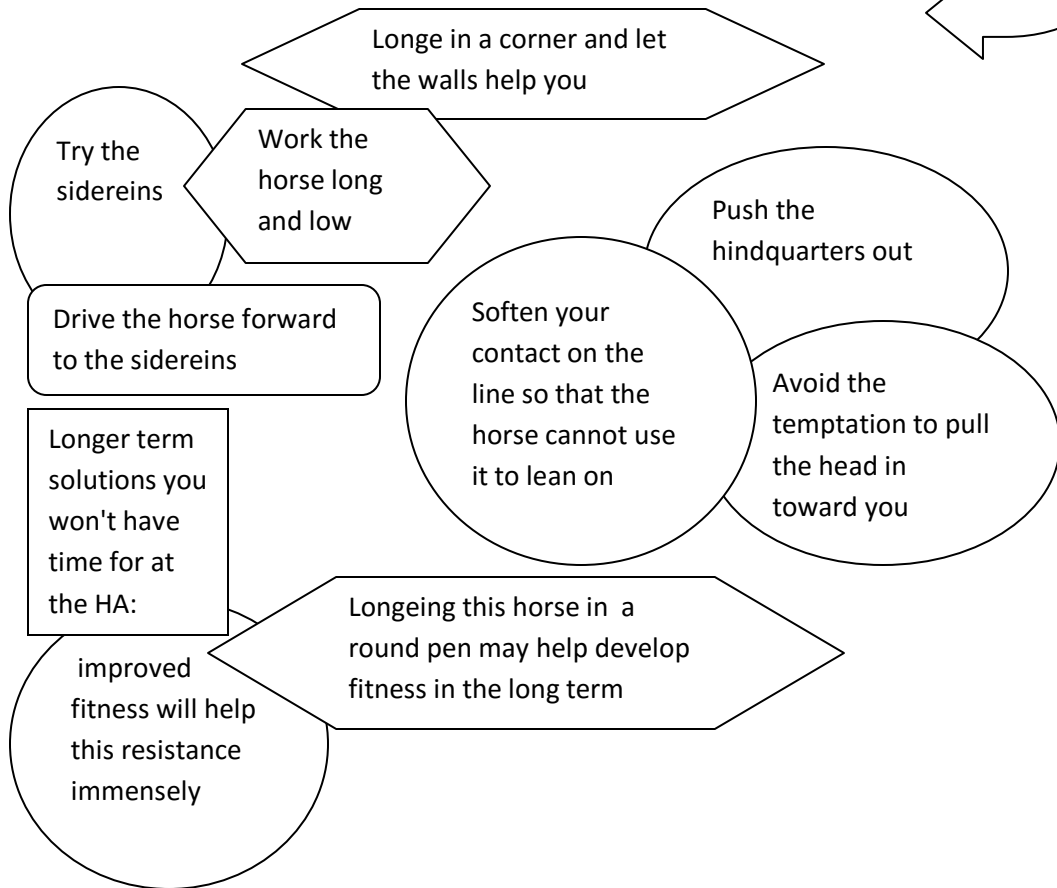 Longe in a corner and let
the walls help you
Try the
sidereins
Work the
horse long
and low
Push the
hindquarters out
Drive the horse forward
to the sidereins
Soften your
contact on the
line so that the
horse cannot use
it to lean on
Avoid the
temptation to pull
the head in
toward you
Longer term
solutions you
won't have
time for at
the HA:
Longeing this horse in  a
round pen may help develop
fitness in the long term
improved
fitness will help
this resistance
immensely